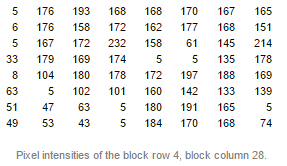 5 176 193 168 168 170 167 165
6 176 158 172 162 177 168 151
5 167 172 232 158 61 145 214
33 179 169 174 5 5 135 178
8 104 180 178 172 197 188 169
63 5 102 101 160 142 133 139
51 47 63 5 180 191 165 5
49 53 43 5 184 170 168 74
Pixel intensities of the block row 4, block column 28.